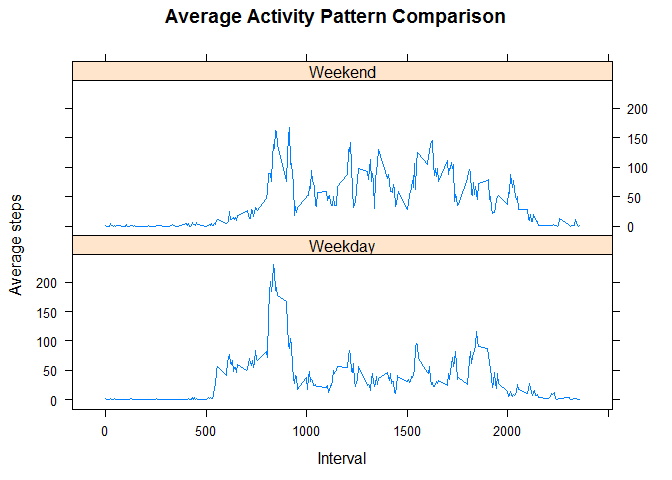 Average Activity Pattern Comparison
Weekend
200
150
100
50
0
Weekday
200
150
100
50
0
Average steps
0 500 1000 1500 2000
Interval